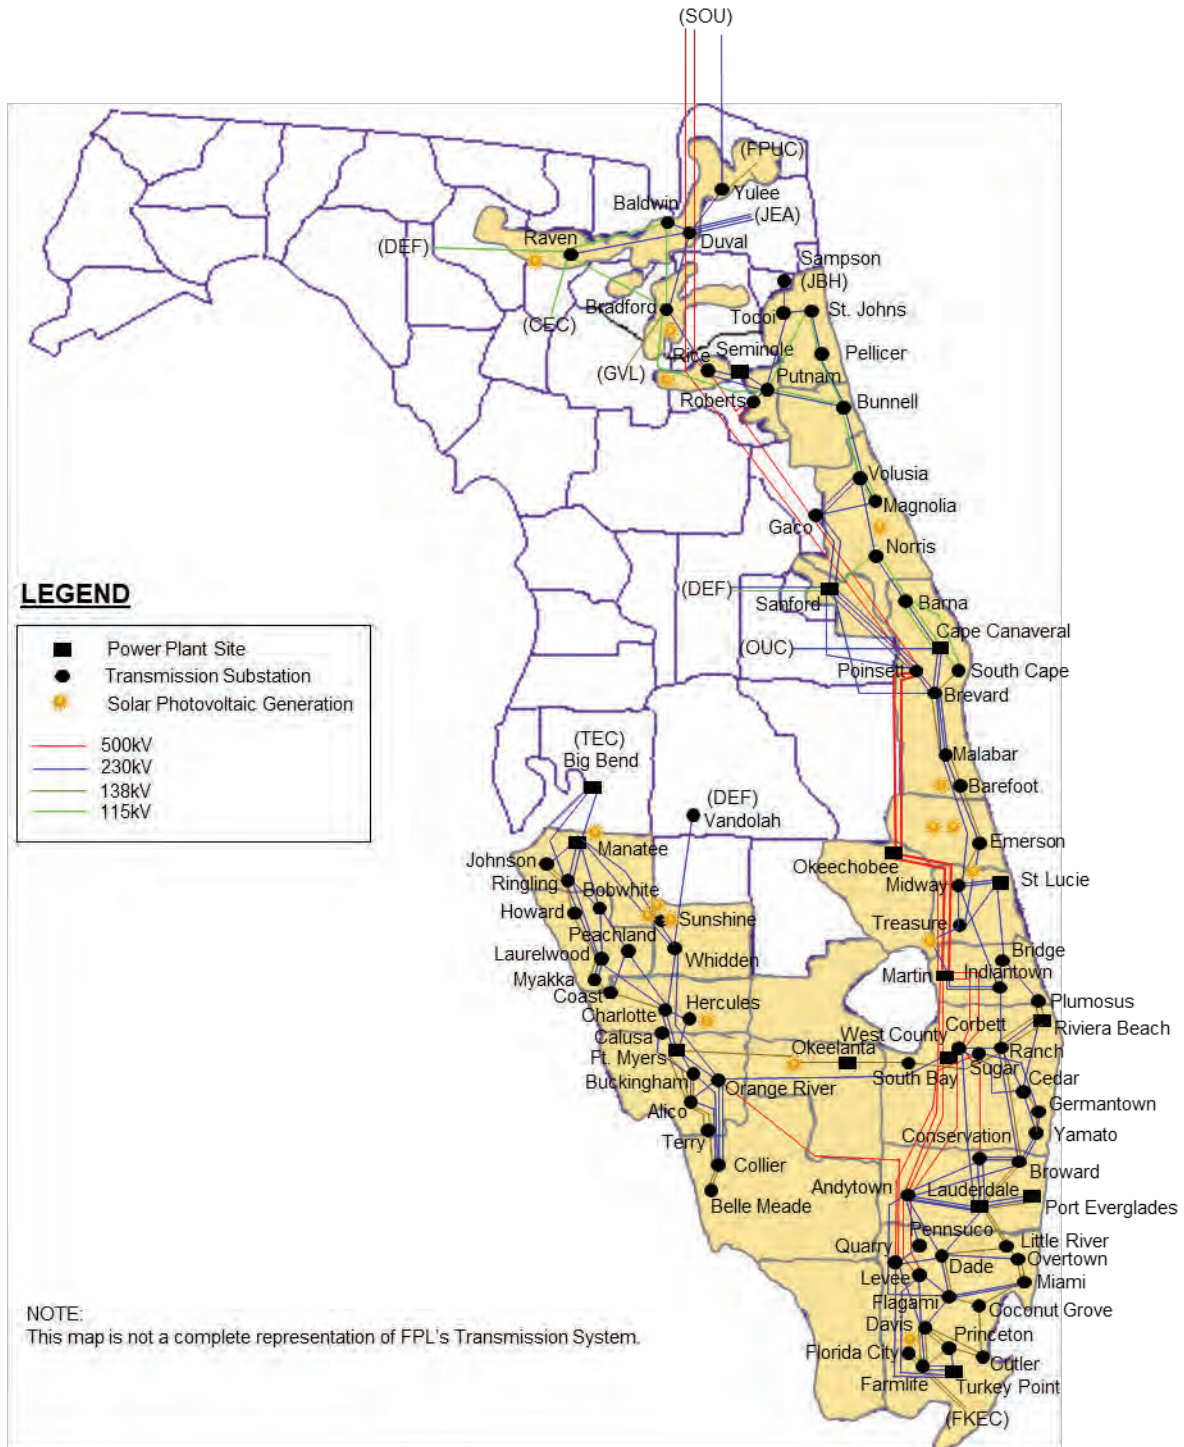 (SOU)
(FPUC)
Yulee
Baldwin
(JEA)
(DEF)
Raven
Duval
Sampson
(JBH)
Bradford
Tocoi
St. Johns
(CEC)
Rice
Seminole
Pellicer
(GVL)
Putnam
Roberts
Bunnell
Volusia
Magnolia
Gaco
Norris
(DEF)
Sanford
Barna
Cape Canaveral
(OUC)
Poinsett
South Cape
Brevard
LEGEND
Power Plant Site
Transmission Substation
Solar Photovoltaic Generation
500kV
230kV
138kV
115kV
Malabar
Barefoot
(TEC)
Big Bend
(DEF)
Vandolah
Emerson
Manatee
Johnson
Okeechobee
Ringling
Bobwhite
Midway
St Lucie
Howard
Sunshine
Treasure
Peachland
Laurelwood
Whidden
Bridge
Myakka
Martin
Indiantown
Coast
Hercules
Plumosus
Charlotte
Calusa
West County
Corbett
Riviera Beach
Ft. Myers
Okeelanta
Ranch
Buckingham
Orange River
South Bay
Sugar
Cedar
Alico
Germantown
Terry
Conservation
Yamato
Collier
Broward
Andytown
Lauderdale
Belle Meade
Port Everglades
Pennsuco
Quarry
Little River
Dade
Overtown
Levee
Miami
Flagami
Coconut Grove
Davis
Princeton
Florida City
Cutler
Farmlife
Turkey Point
(FKEC)
NOTE:
This map is not a complete representation of FPL's Transmission System.